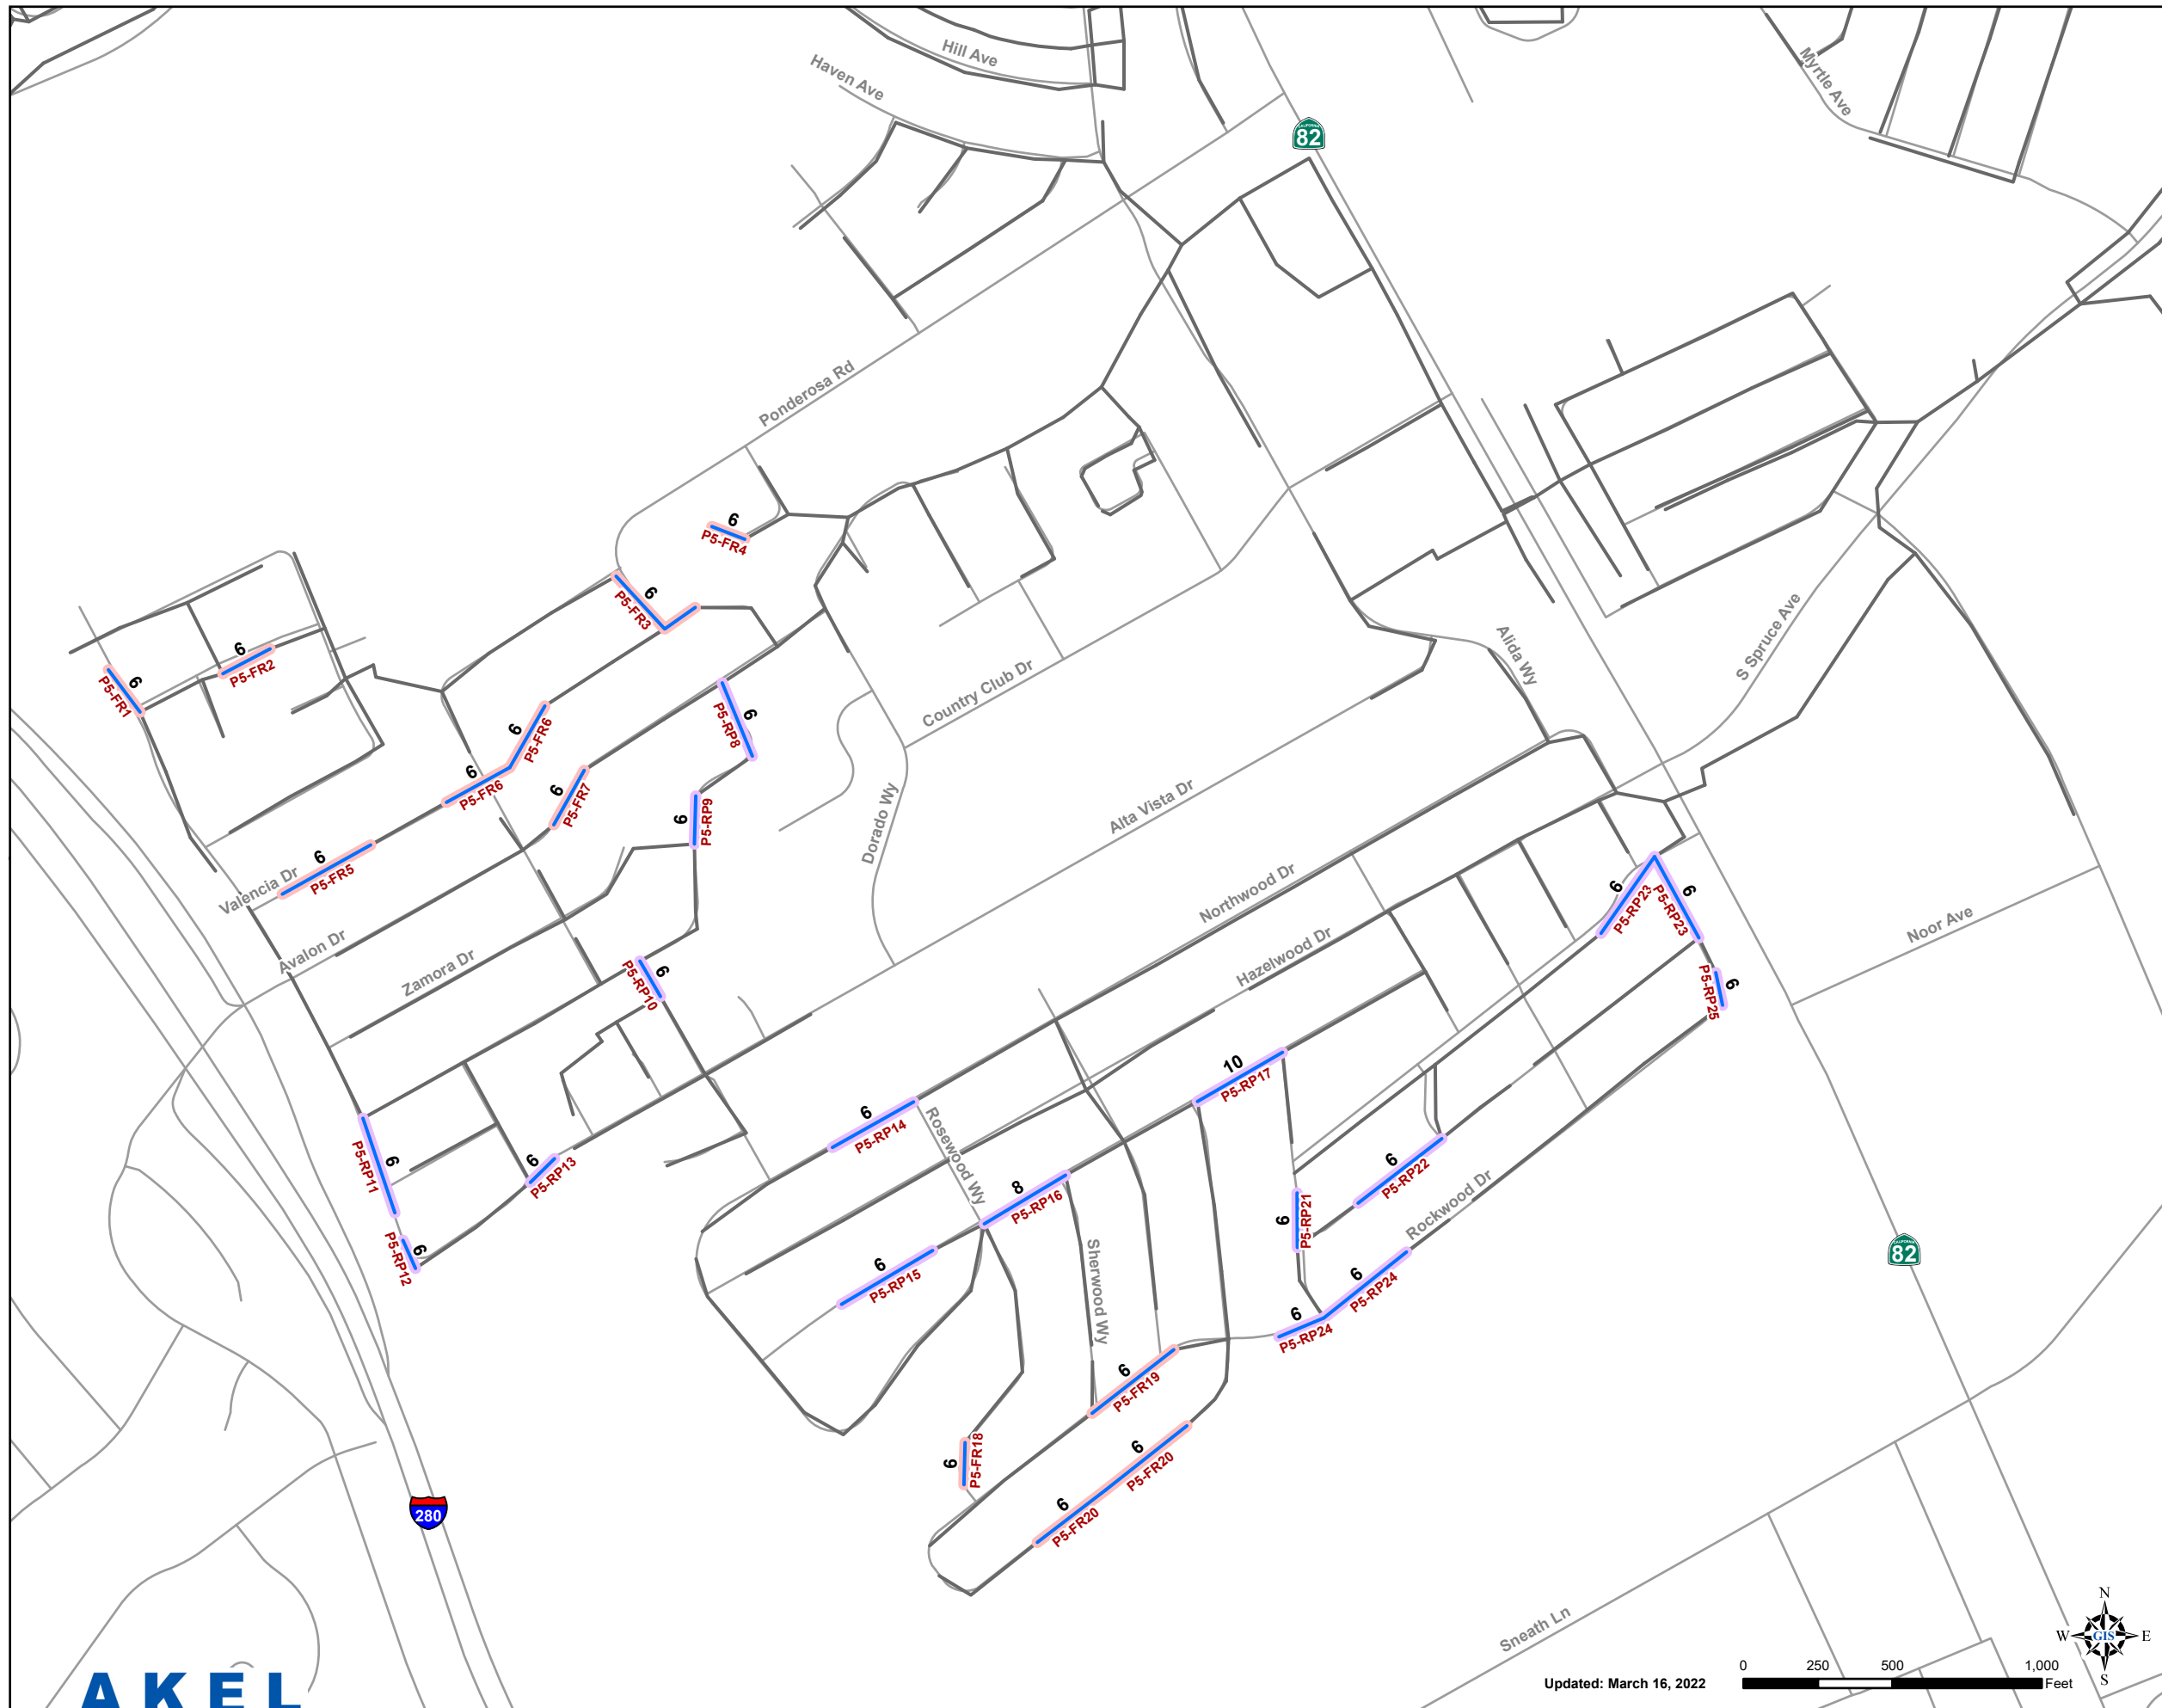 Hill Ave
Haven Ave
Myrtle Ave
CALIFORNIA
82
Ponderosa Rd
6
P5-FR4
6
P5-FR3
6
P5-FR2
6
P5-FR1
6
P5-FR6
6
P5-FR6
6
P5-FR7
6
P5-FR5
6
P5-RP8
6
P5-RP9
Country Club Dr
Alida Wy
S Spruce Ave
Dorado Wy
Alta Vista Dr
Valencia Dr
Avalon Dr
Zamora Dr
Northwood Dr
Hazelwood Dr
Noor Ave
6
P5-RP23
6
P5-RP23
6
P5-RP25
6
P5-RP10
6
P5-RP11
6
P5-RP12
6
P5-RP13
6
P5-RP14
Rosewood Wy
10
P5-RP17
8
P5-RP16
6
P5-RP15
Sherwood Wy
6
P5-RP21
6
P5-RP22
Rockwood Dr
6
P5-RP24
6
P5-RP24
CALIFORNIA
82
6
P5-FR19
6
P5-FR18
6
P5-FR20
6
P5-FR20
280
Sneath Ln
N
W GIS E
S
AKEL
Updated: March 16, 2022
0 250 500 1,000
Feet